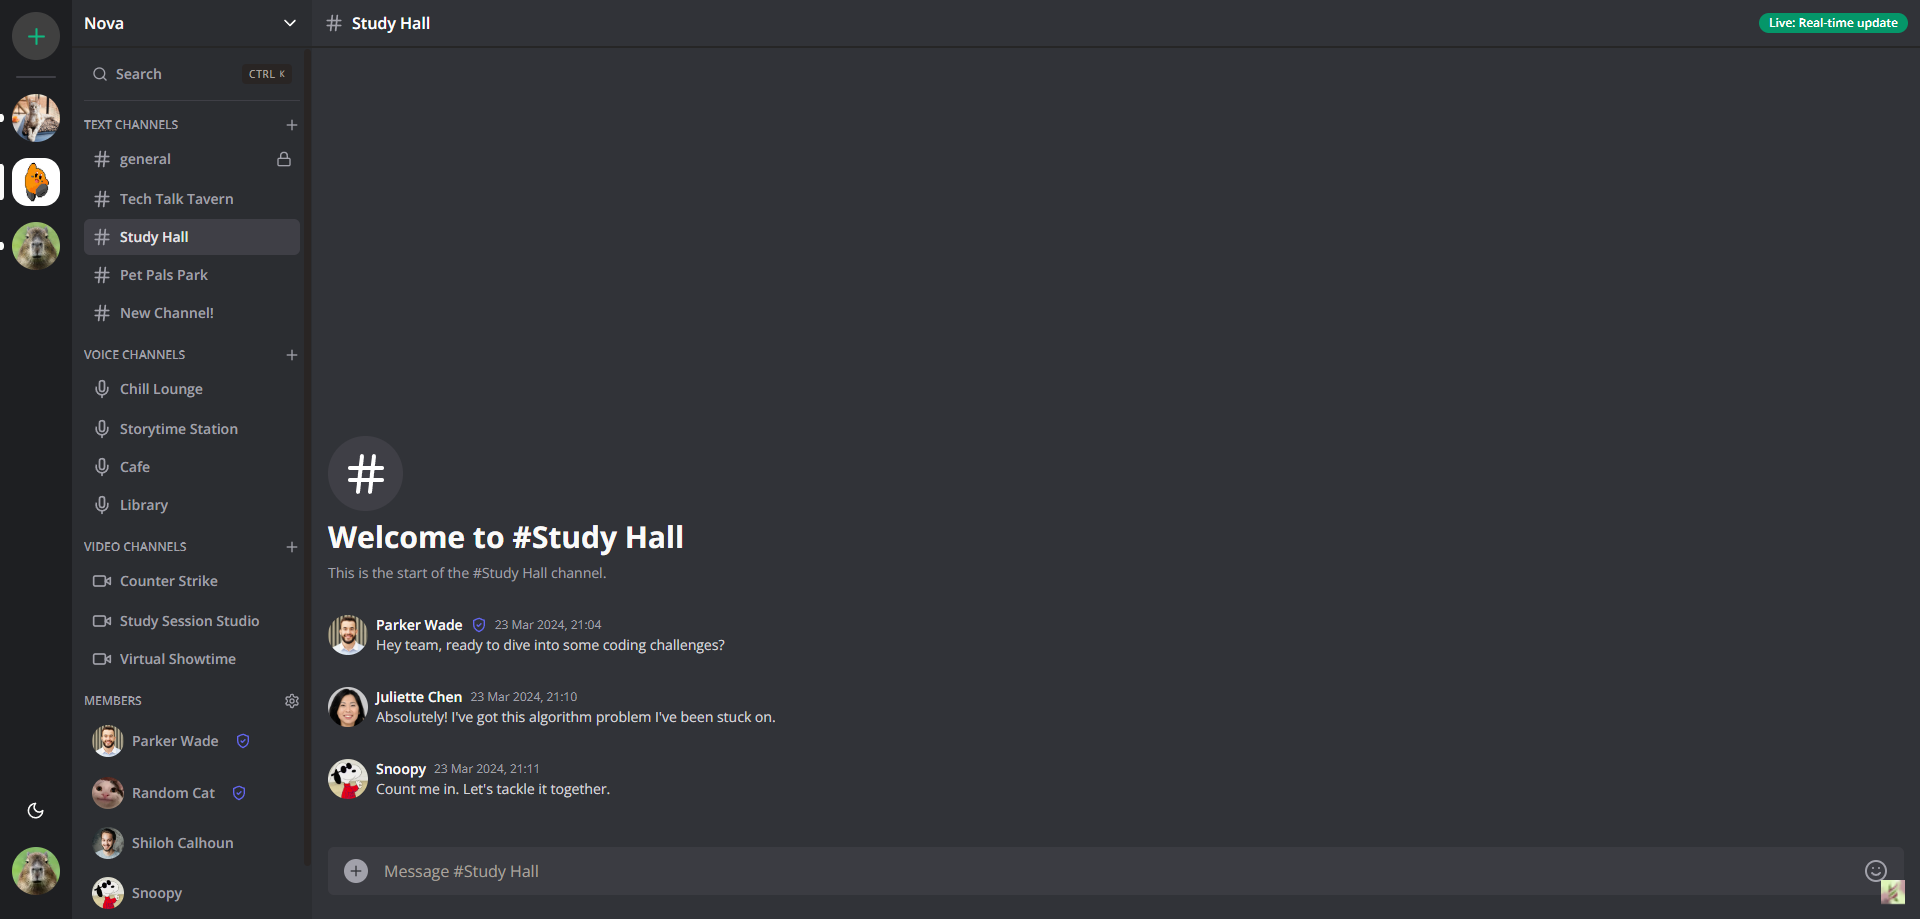 Nova
Search
CTRL K
TEXT CHANNELS
general
Tech Talk Tavern
Study Hall
Pet Pals Park
New Channel!
VOICE CHANNELS
Chill Lounge
Storytime Station
Cafe
Library
VIDEO CHANNELS
Counter Strike
Study Session Studio
Virtual Showtime
MEMBERS
Parker Wade
Random Cat
Shiloh Calhoun
Snoopy
# Study Hall
Live: Real-time update
#
Welcome to #Study Hall
This is the start of the #Study Hall channel.
Parker Wade 23 Mar 2024, 21:04
Hey team, ready to dive into some coding challenges?
Juliette Chen 23 Mar 2024, 21:10
Absolutely! I've got this algorithm problem I've been stuck on.
Snoopy 23 Mar 2024, 21:11
Count me in. Let's tackle it together.
Message #Study Hall